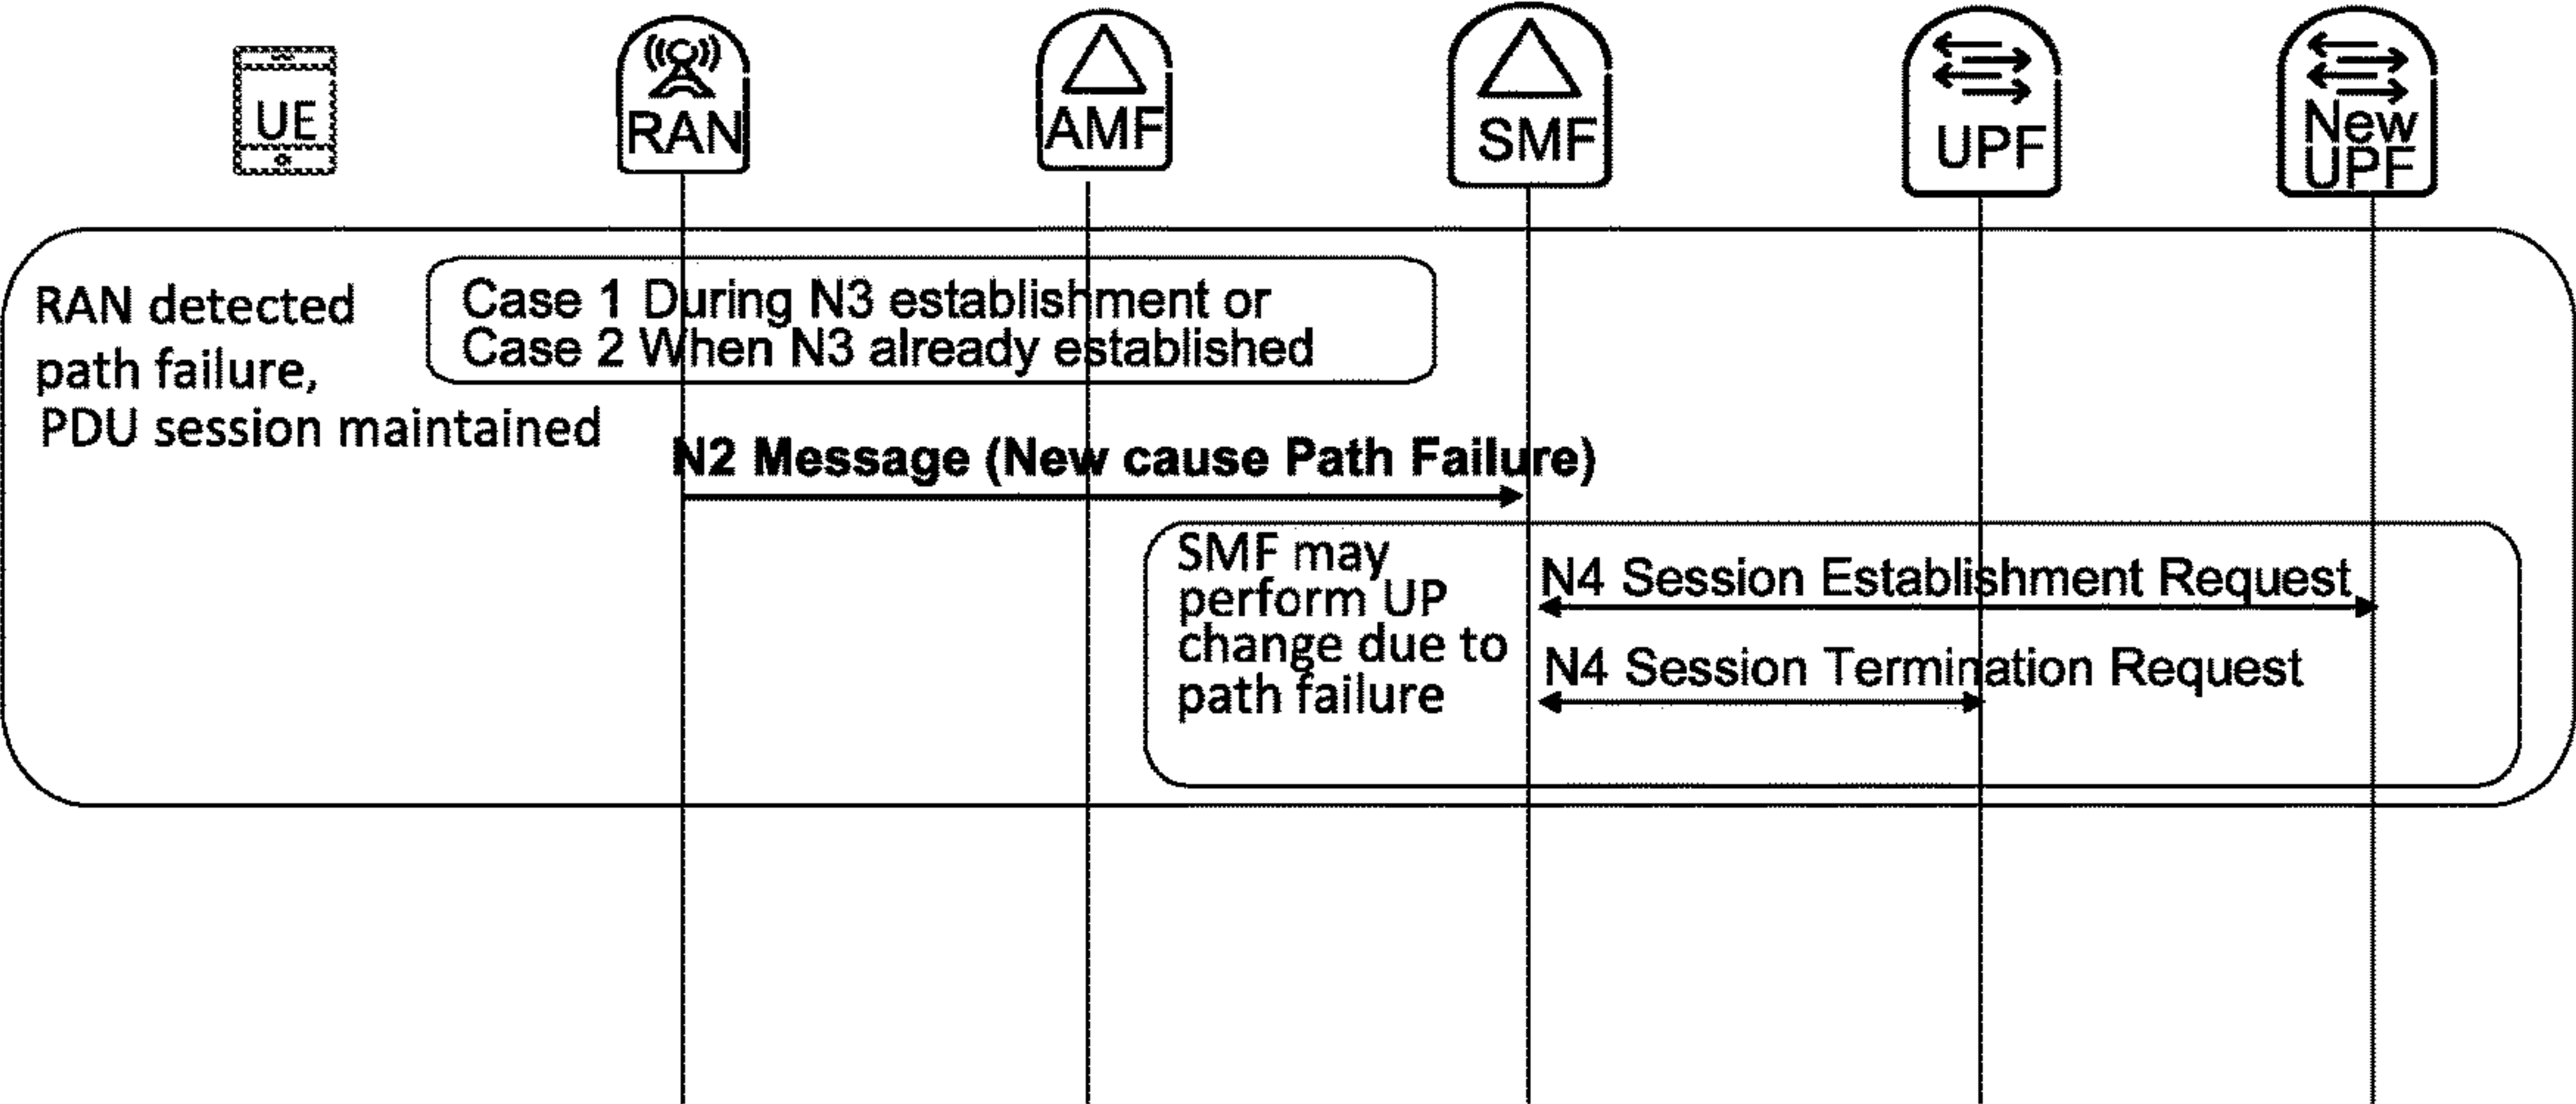 UE
RAN
AMF
SMF
UPF
New
UPF
RAN detected
path failure,
PDU session maintained
Case 1 During N3 establishment or
Case 2 When N3 already established
N2 Message (New cause Path Failure)
SMF may
perform UP
change due to
path failure
N4 Session Establishment Request
N4 Session Termination Request